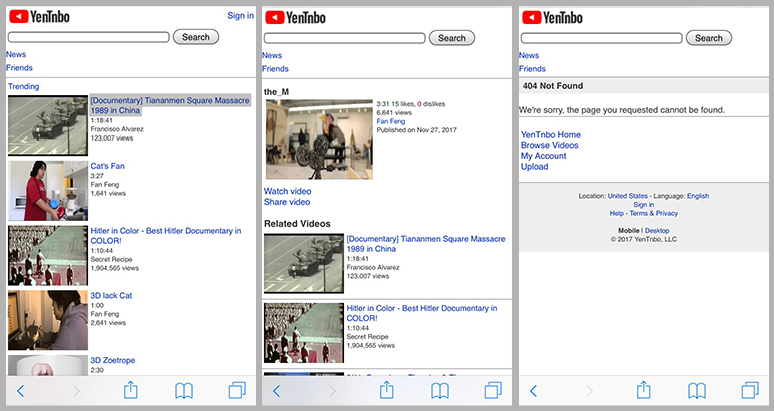 YenTnbo
Sign in
Search
News
Friends
Trending
[Documentary] Tiananmen Square Massacre
1989 in China
1:18:41
Francisco Alvarez
123,007 views
Cat's Fan
3:27
Fan Feng
1,641 views
Hitler in Color - Best Hitler Documentary in
COLOR!
1:10:44
Secret Recipe
1,904,565 views
3D lack Cat
1:00
Fan Feng
2,641 views
3D Zoetrope
2:30
YenTnbo
Search
News
Friends
the_M
3:31 15 likes, 0 dislikes
6,641 views
Fan Feng
Published on Nov 27, 2017
Watch video
Share video
Related Videos
[Documentary] Tiananmen Square Massacre
1989 in China
1:18:41
Francisco Alvarez
123,007 views
Hitler in Color - Best Hitler Documentary in
COLOR!
1:10:44
Secret Recipe
1,904,565 views
YenTnbo
Search
News
Friends
404 Not Found
We're sorry, the page you requested cannot be found.
YenTnbo Home
Browse Videos
My Account
Upload
Location: United States - Language: English
Sign in
Help - Terms & Privacy
Mobile | Desktop
© 2017 YenTnbo, LLC